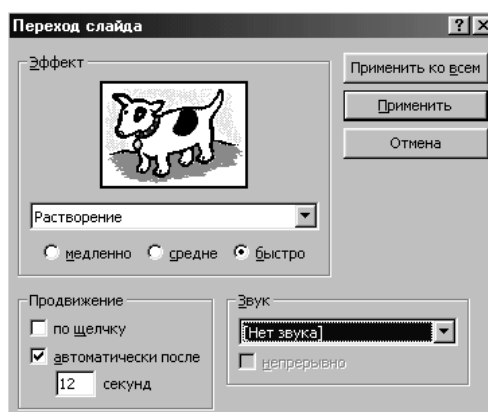 Переход слайда
Эффект
Растворение
медленно средне быстро
Применить ко всем
Применить
Отмена
Продвижение
по щелчку
автоматически после
12 секунд
Звук
[Нет звука]
непрерывно